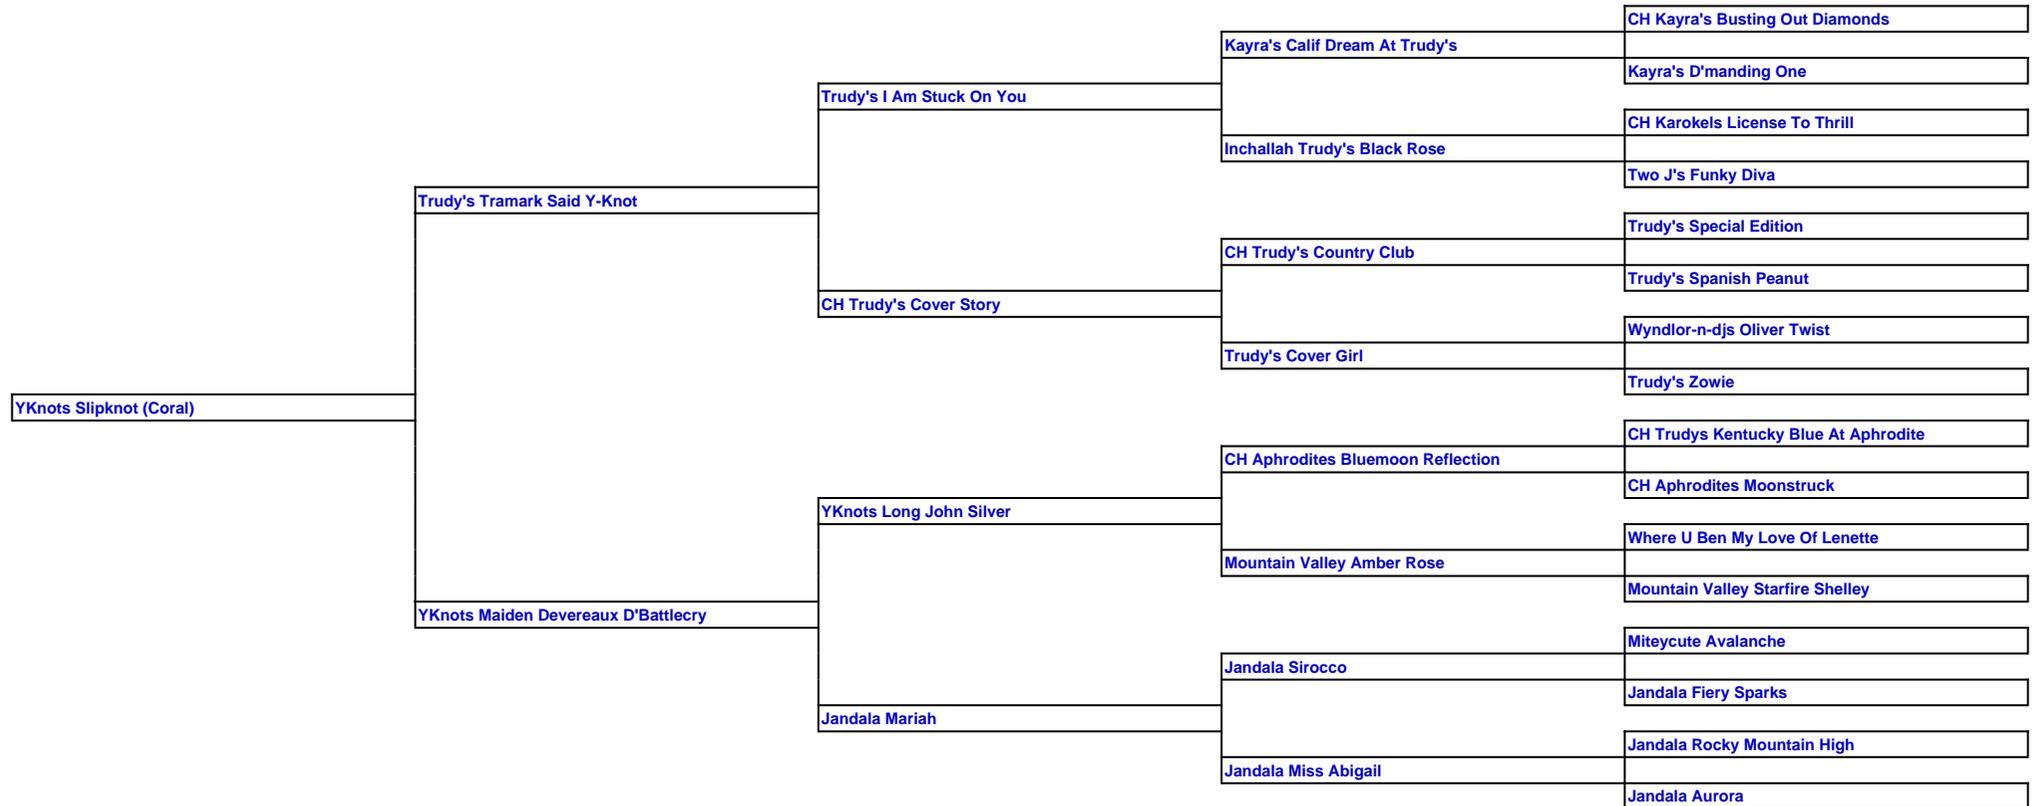 CH Kayra's Busting Out Diamonds
Kayra's Calif Dream At Trudy's
Kayra's D'manding One
Trudy's I Am Stuck On You
CH Karokels License To Thrill
Inchallah Trudy's Black Rose
Two J's Funky Diva
Trudy's Tramark Said Y-Knot
Trudy's Special Edition
CH Trudy's Country Club
Trudy's Spanish Peanut
CH Trudy's Cover Story
Wyndlor-n-djs Oliver Twist
Trudy's Cover Girl
Trudy's Zowie
YKnots Slipknot (Coral)
CH Trudys Kentucky Blue At Aphrodite
CH Aphrodites Bluemoon Reflection
CH Aphrodites Moonstruck
YKnots Long John Silver
Where U Ben My Love Of Lenette
Mountain Valley Amber Rose
Mountain Valley Starfire Shelley
YKnots Maiden Devereaux D'Battlecry
Miteycute Avalanche
Jandala Sirocco
Jandala Fiery Sparks
Jandala Mariah
Jandala Rocky Mountain High
Jandala Miss Abigail
Jandala Aurora